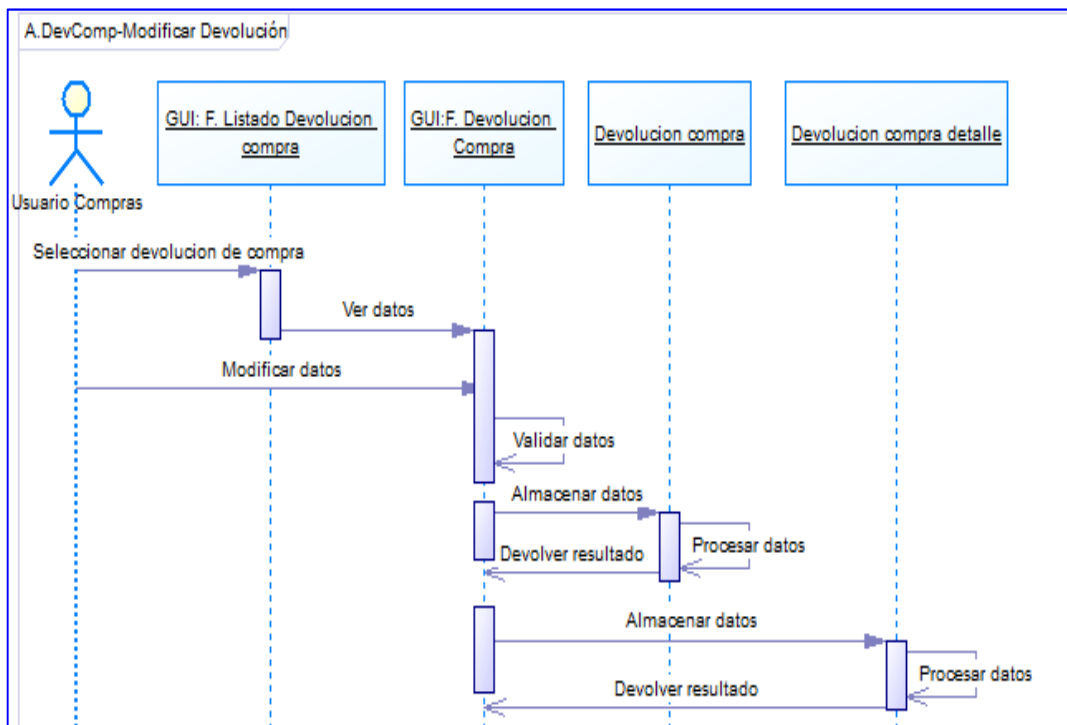 A.DevComp-Modificar Devolución
GUI: F. Listado Devolucion
compra
GUI:F. Devolucion
Compra
Devolucion compra
Devolucion compra detalle
Usuario Compras
Seleccionar devolucion de compra
Ver datos
Modificar datos
Validar datos
Almacenar datos
Procesar datos
Devolver resultado
Almacenar datos
Procesar datos
Devolver resultado